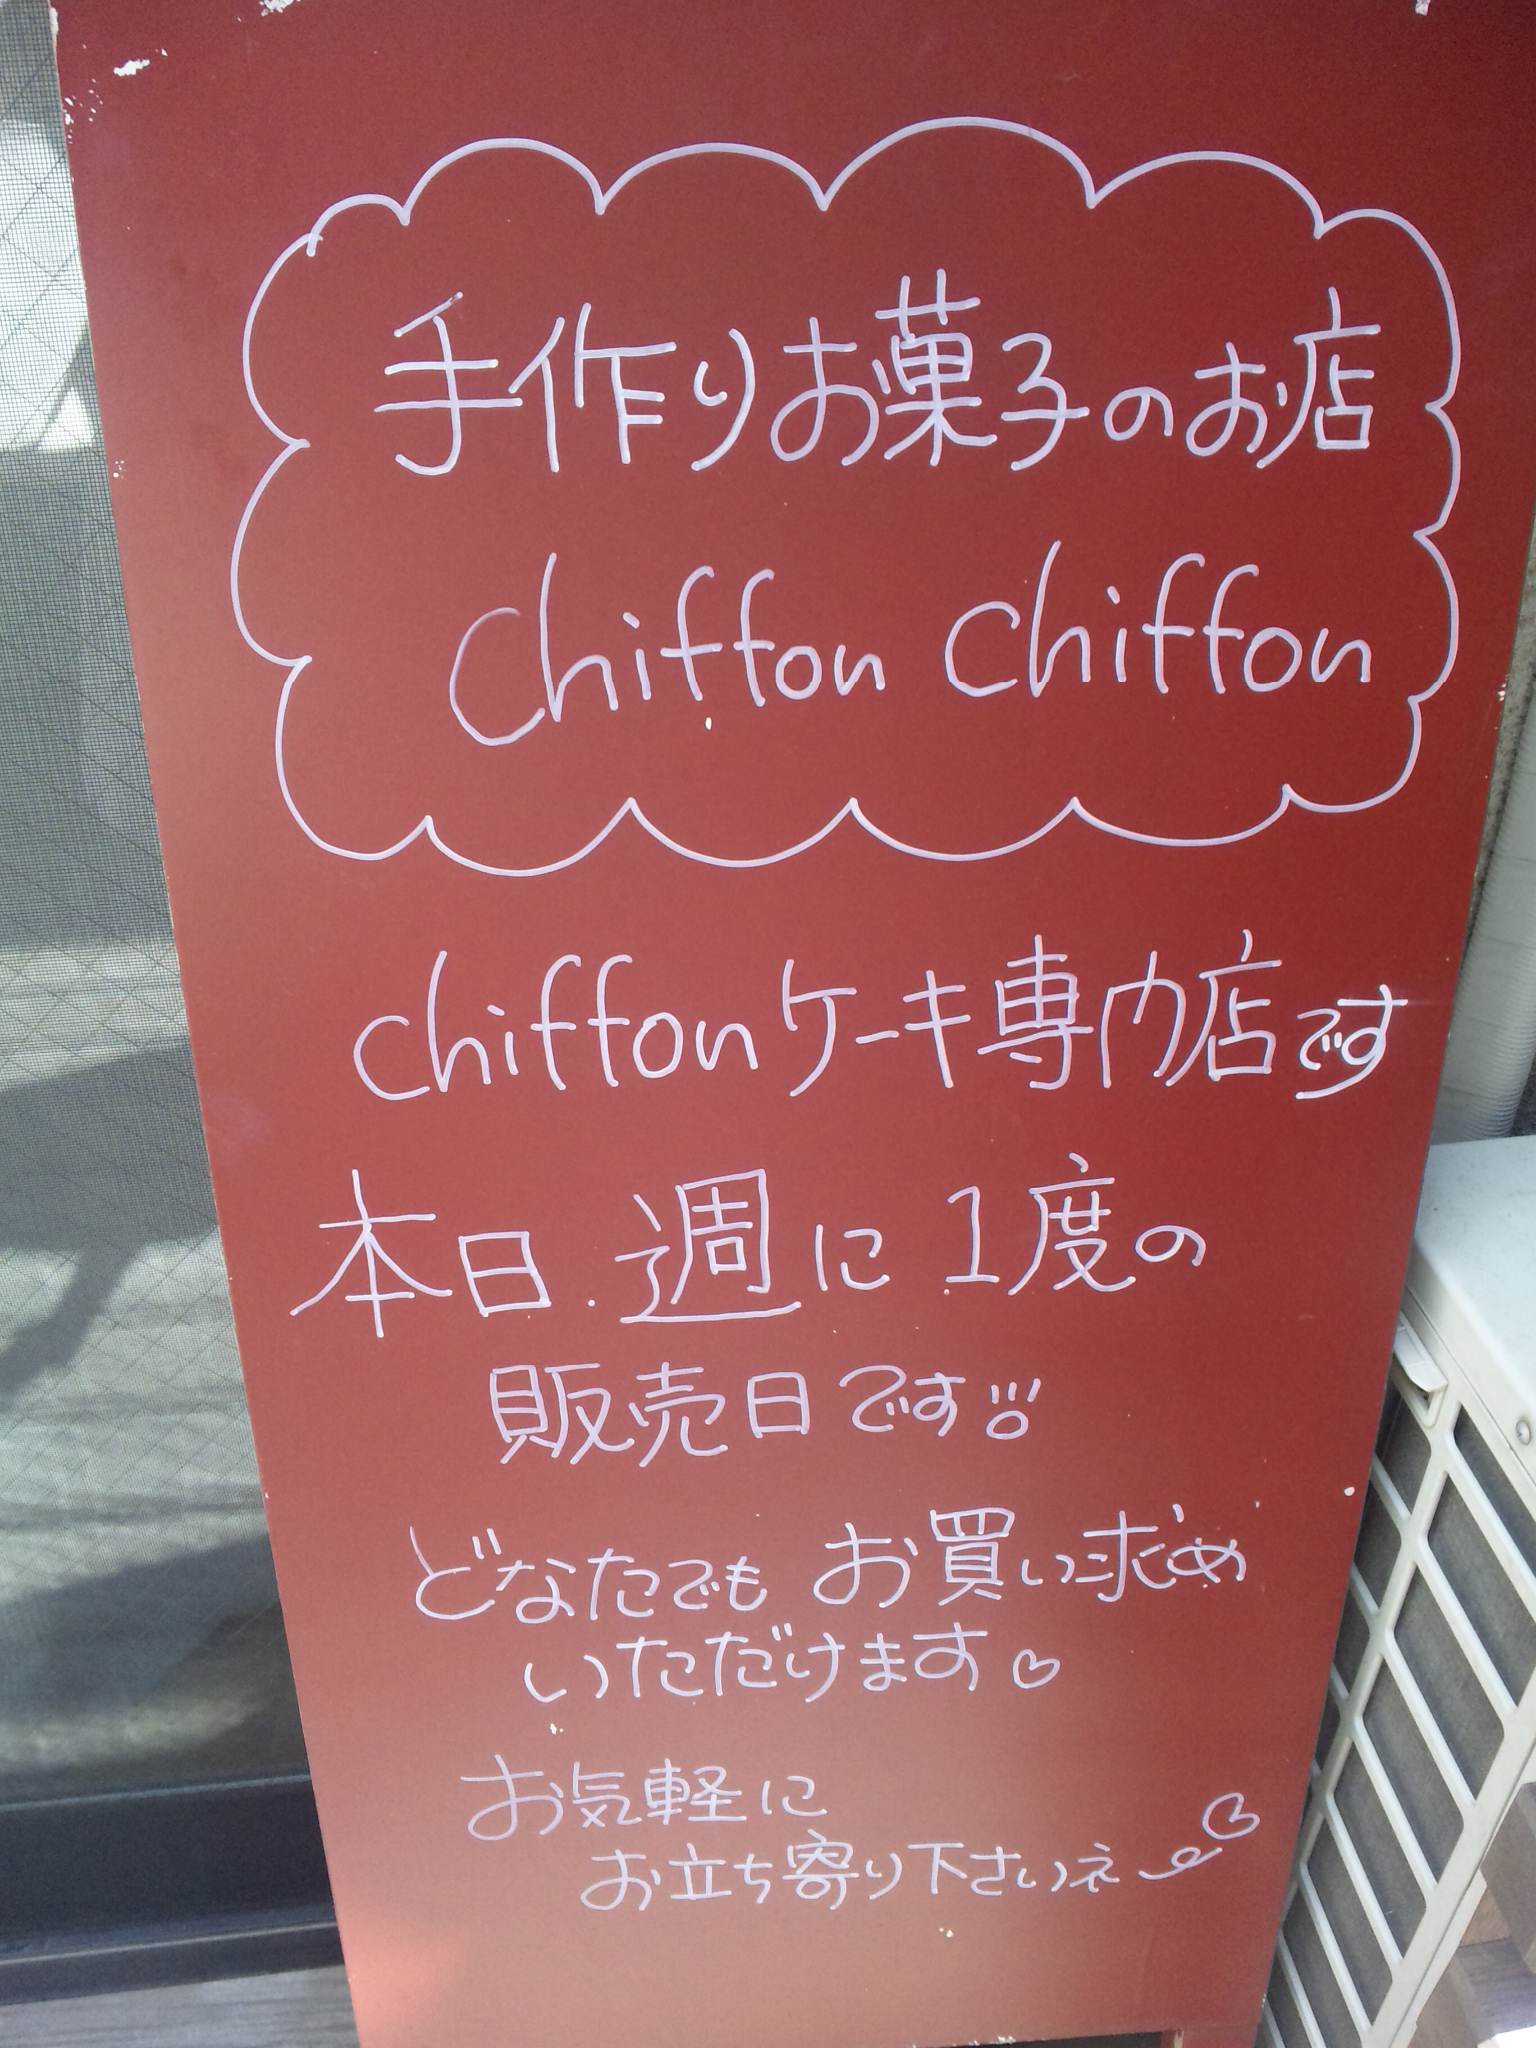 手作りお菓子のお店
chiffon chiffon
chiffonケーキ専門店です
本日 週に1度の
販売日です
どなたでもお買い求め
いただけます♡
お気軽に
お立ち寄り下さいネ